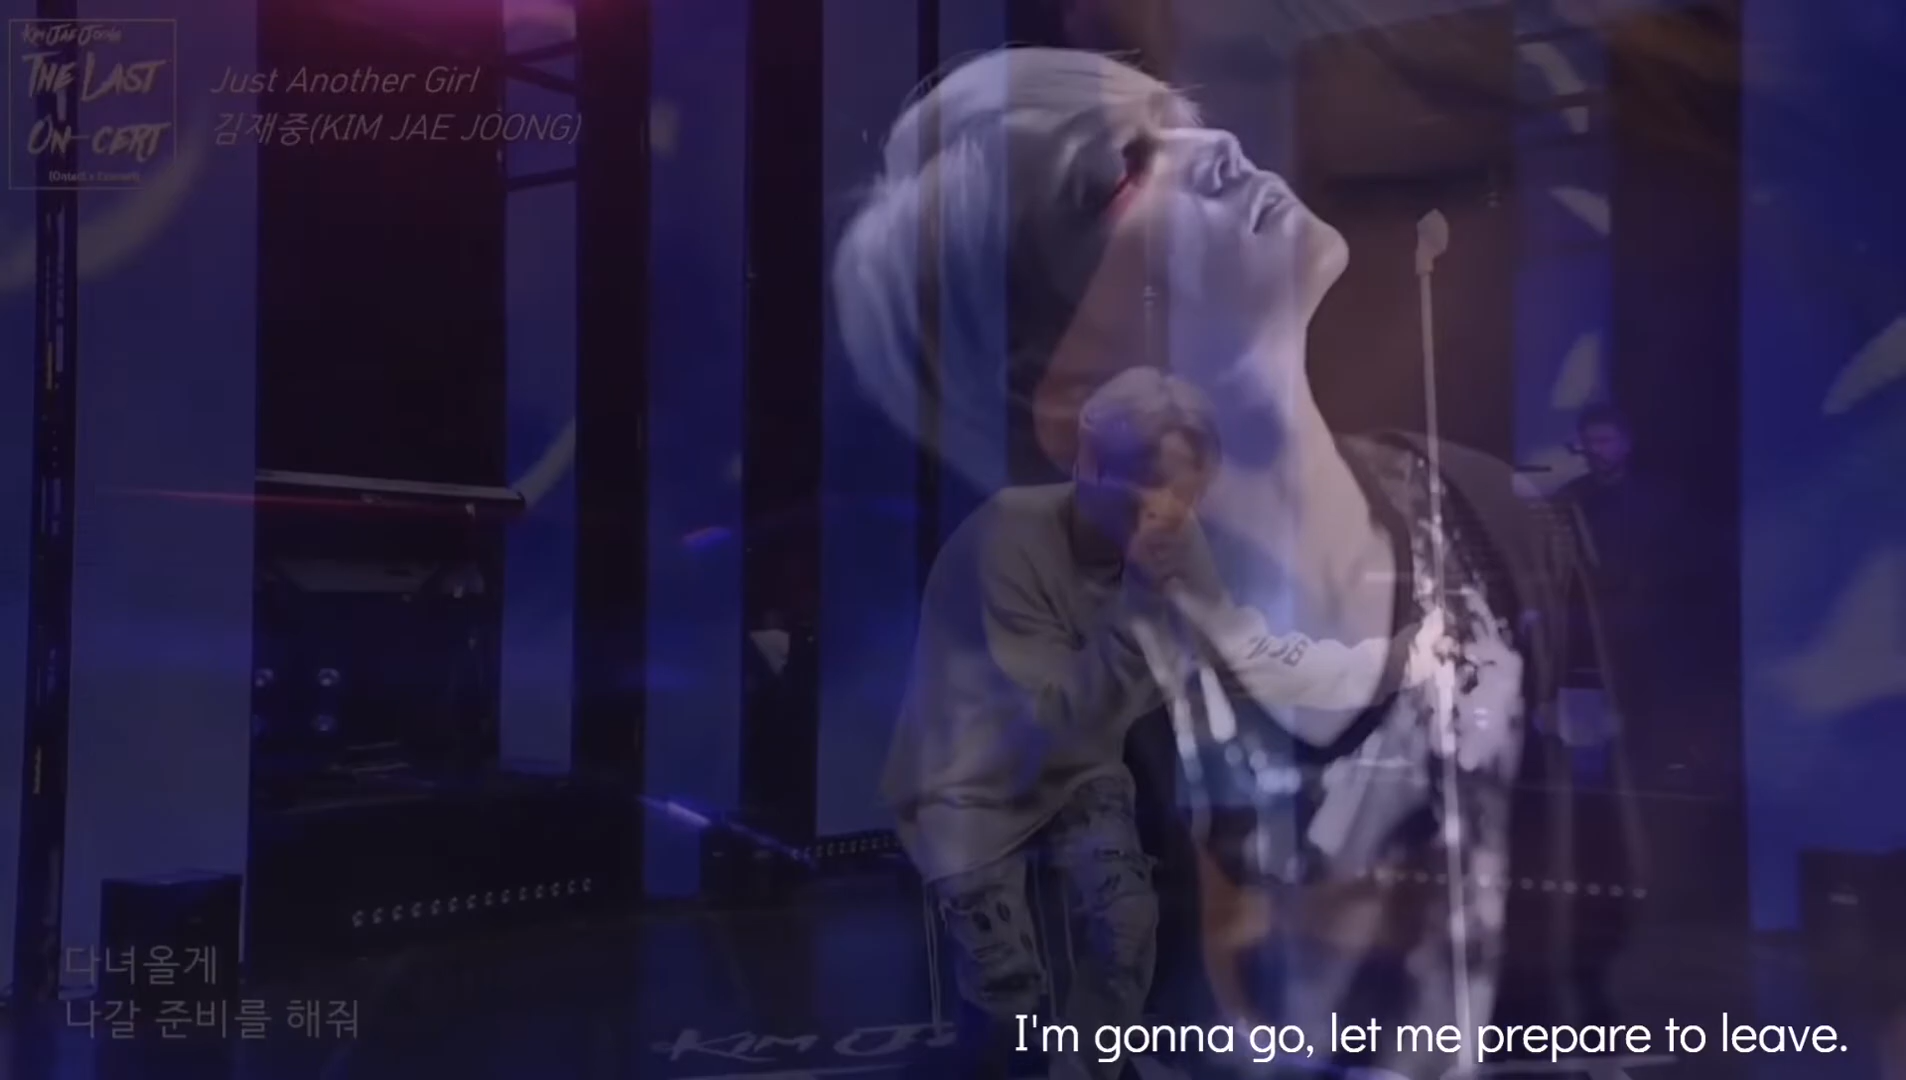 KIM JAE JOONG
THE LAST
ON-CERT
Just Another Girl
김재중(KIM JAE JOONG)
다녀올게
나갈 준비를 해줘
I'm gonna go, let me prepare to leave.
KIM